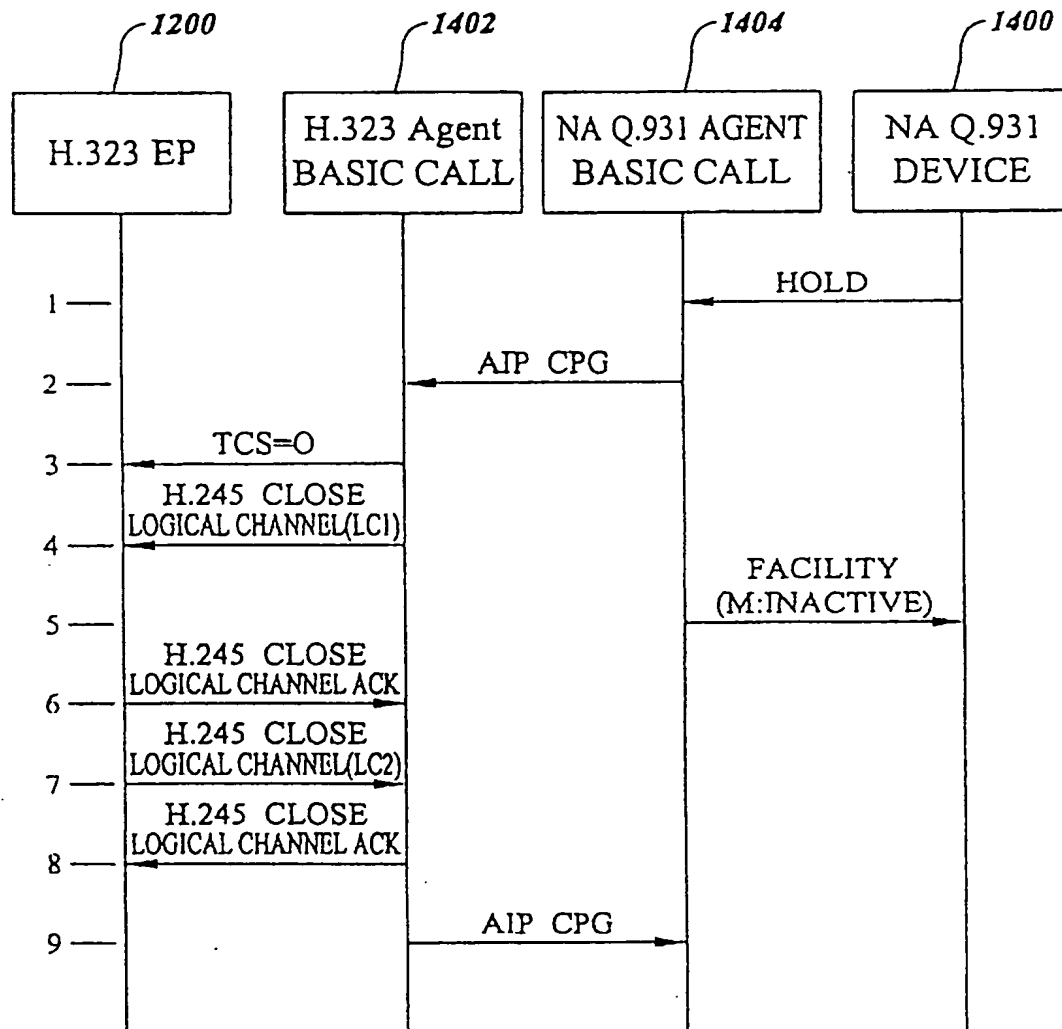 1200
1402
1404
1400
H.323 EP
H.323 Agent
BASIC CALL
NA Q.931 AGENT
BASIC CALL
NA Q.931
DEVICE
1
HOLD
2
AIP CPG
3
TCS=O
H.245 CLOSE
LOGICAL CHANNEL(LC1)
4
FACILITY
(M:INACTIVE)
5
H.245 CLOSE
LOGICAL CHANNEL ACK
6
H.245 CLOSE
LOGICAL CHANNEL(LC2)
7
H.245 CLOSE
LOGICAL CHANNEL ACK
8
9
AIP CPG